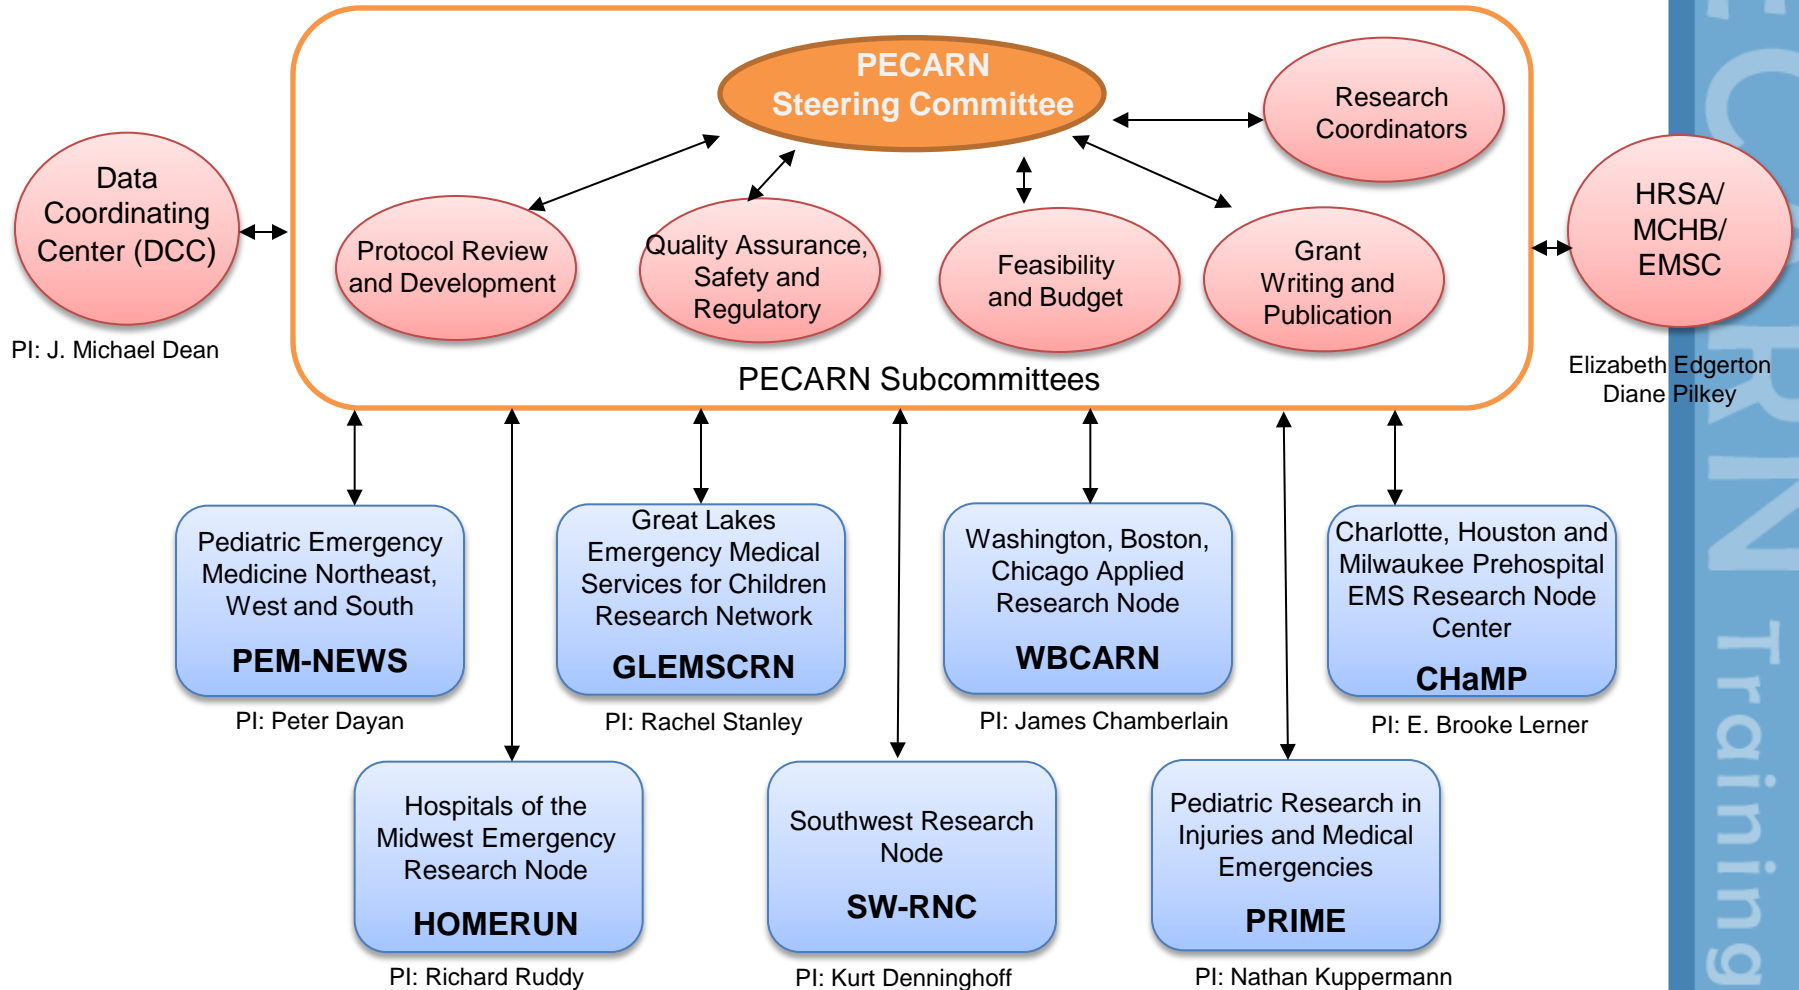 PECARN
Steering Committee
Research
Coordinators
Data
Coordinating
Center (DCC)
PI: J. Michael Dean
Protocol Review
and Development
Quality Assurance,
Safety and
Regulatory
Feasibility
and Budget
Grant
Writing and
Publication
HRSA/
MCHB/
EMSC
Elizabeth Edgerton
Diane Pilkey
PECARN Subcommittees
Pediatric Emergency
Medicine Northeast,
West and South
PEM-NEWS
PI: Peter Dayan
Great Lakes
Emergency Medical
Services for Children
Research Network
GLEMSCRN
PI: Rachel Stanley
Washington, Boston,
Chicago Applied
Research Node
WBCARN
PI: James Chamberlain
Charlotte, Houston and
Milwaukee Prehospital
EMS Research Node
Center
CHaMP
PI: E. Brooke Lerner
Hospitals of the
Midwest Emergency
Research Node
HOMERUN
PI: Richard Ruddy
Southwest Research
Node
SW-RNC
PI: Kurt Denninghoff
Pediatric Research in
Injuries and Medical
Emergencies
PRIME
PI: Nathan Kuppermann
ECARN Training